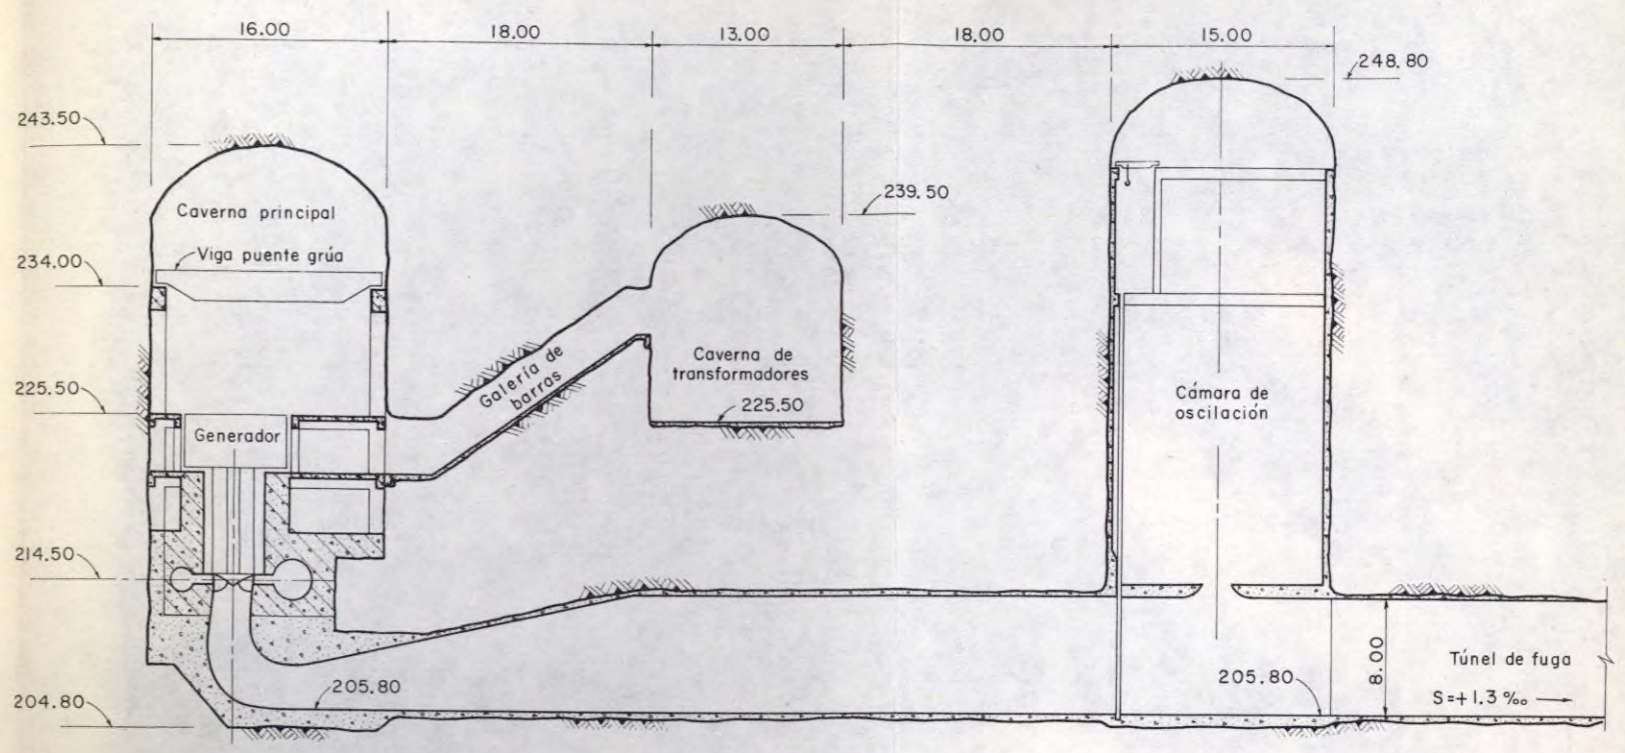 16.00
18.00
13.00
18.00
15.00
248.80
243.50
239.50
Caverna principal
Viga puente grúa
234.00
Galería de
barras
Caverna de
transformadores
Cámara de
oscilación
225.50
225.50
Generador
214.50
8.00
Túnel de fuga
205.80
205.80
S=+1.3 ‰
204.80